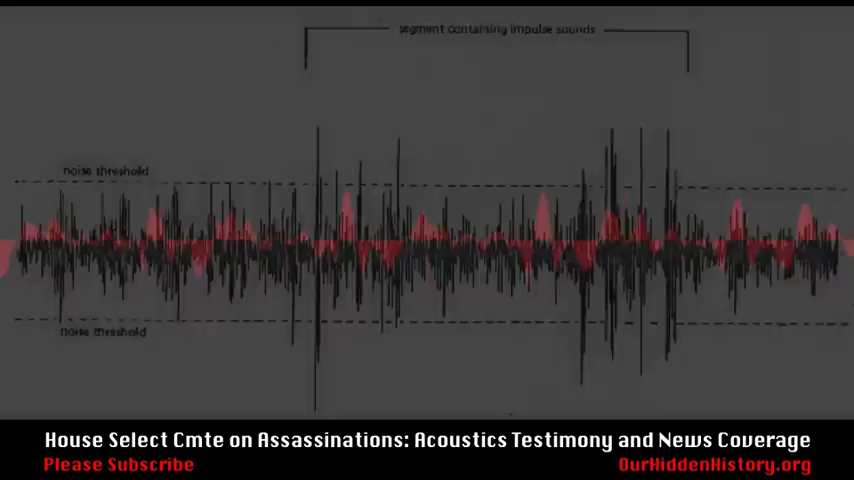 segment containing impulse sounds
noise threshold
noise threshold
House Select Cmte on Assassinations: Acoustics Testimony and News Coverage
Please Subscribe
OurHiddenHistory.org